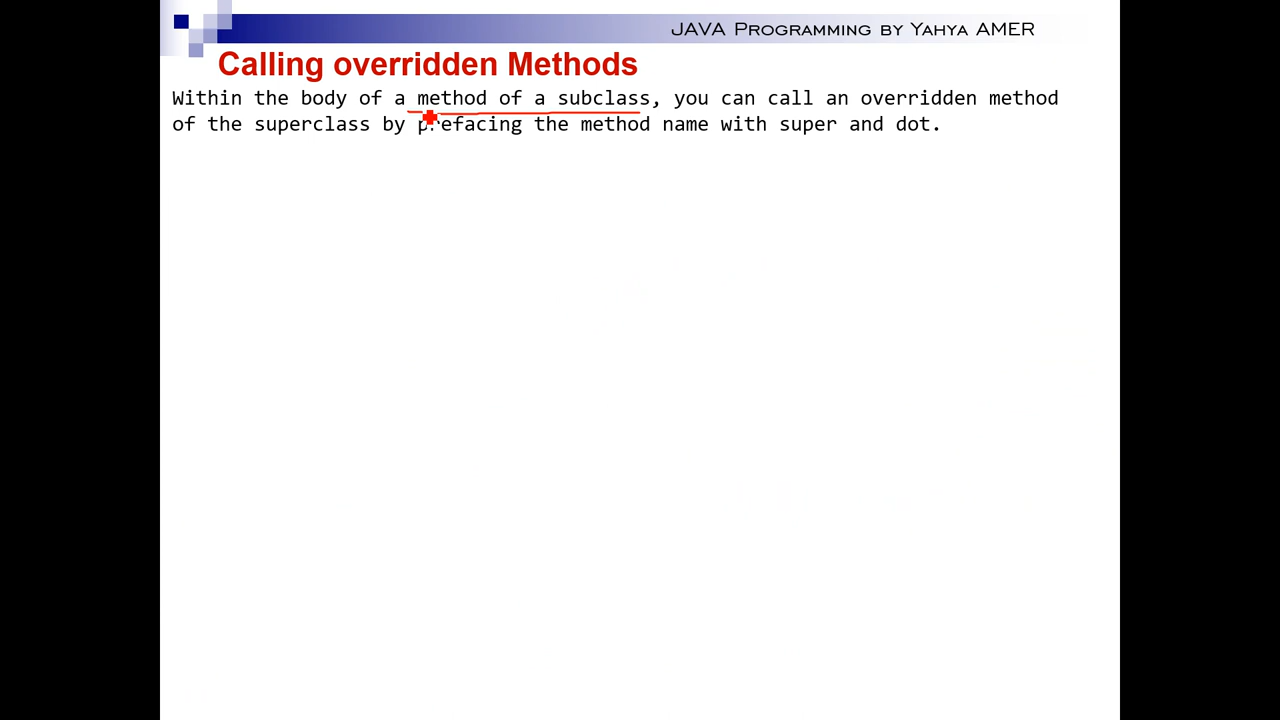 JAVA PROGRAMMING BY YAHYA AMER
Calling overridden Methods
Within the body of a method of a subclass, you can call an overridden method
of the superclass by prefacing the method name with super and dot.